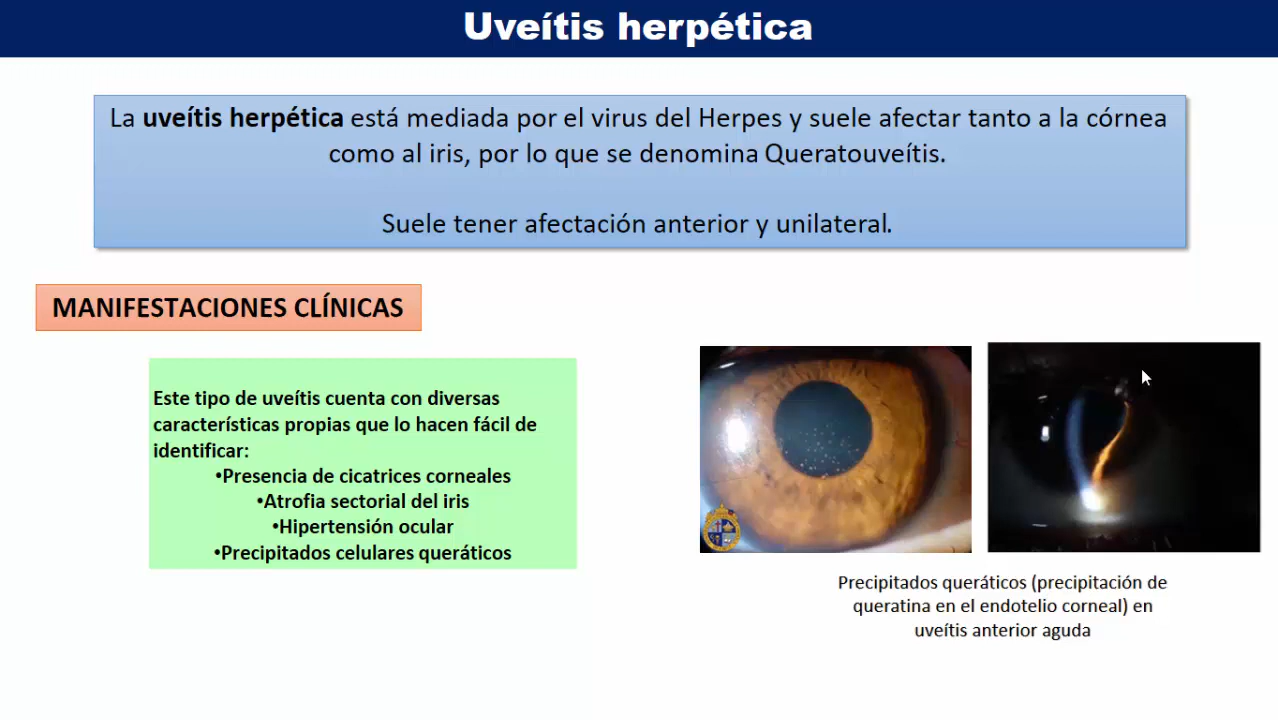 Uveítis herpética
La uveítis herpética está mediada por el virus del Herpes y suele afectar tanto a la córnea
como al iris, por lo que se denomina Queratouveítis.
Suele tener afectación anterior y unilateral.
MANIFESTACIONES CLÍNICAS
Este tipo de uveítis cuenta con diversas
características propias que lo hacen fácil de
identificar:
•Presencia de cicatrices corneales
•Atrofia sectorial del iris
•Hipertensión ocular
•Precipitados celulares queráticos
Precipitados queráticos (precipitación de
queratina en el endotelio corneal) en
uveítis anterior aguda